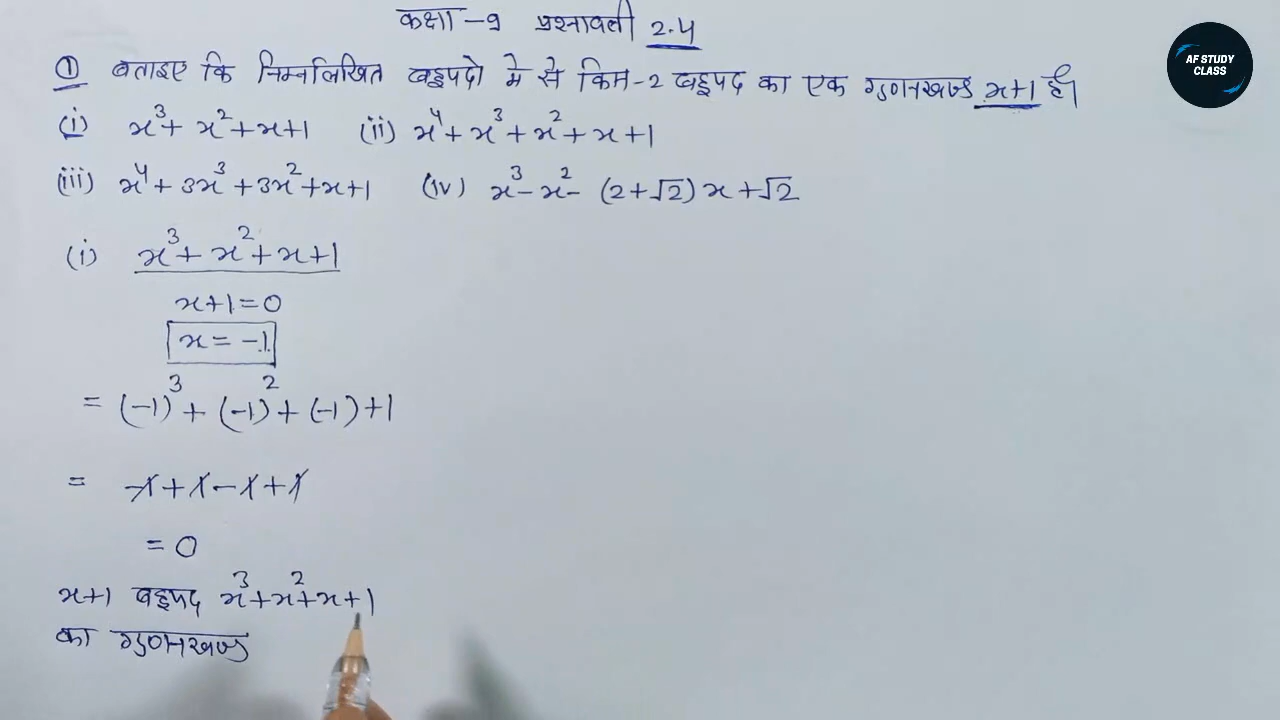 कक्षा -9 प्रश्नावली 2.4
AF STUDY
CLASS
① बताइए कि निम्नलिखित बहुपदो मे से किस-2 बहुपद का एक गुणनखण्ड x+1 है।
(i) x³+ x²+x+1 (ii) x⁴+x³+x²+x+1
(iii) x⁴+3x³+3x²+x+1 (iv) x³-x²- (2+√2)x+√2
(i) x³+x²+x+1
x+1=0
x = -1
= (-1)³+(-1)²+(-1)+1
= -1+1-1+1
= 0
x+1 बहुपद x³+x²+x+1
का गुणनखण्ड